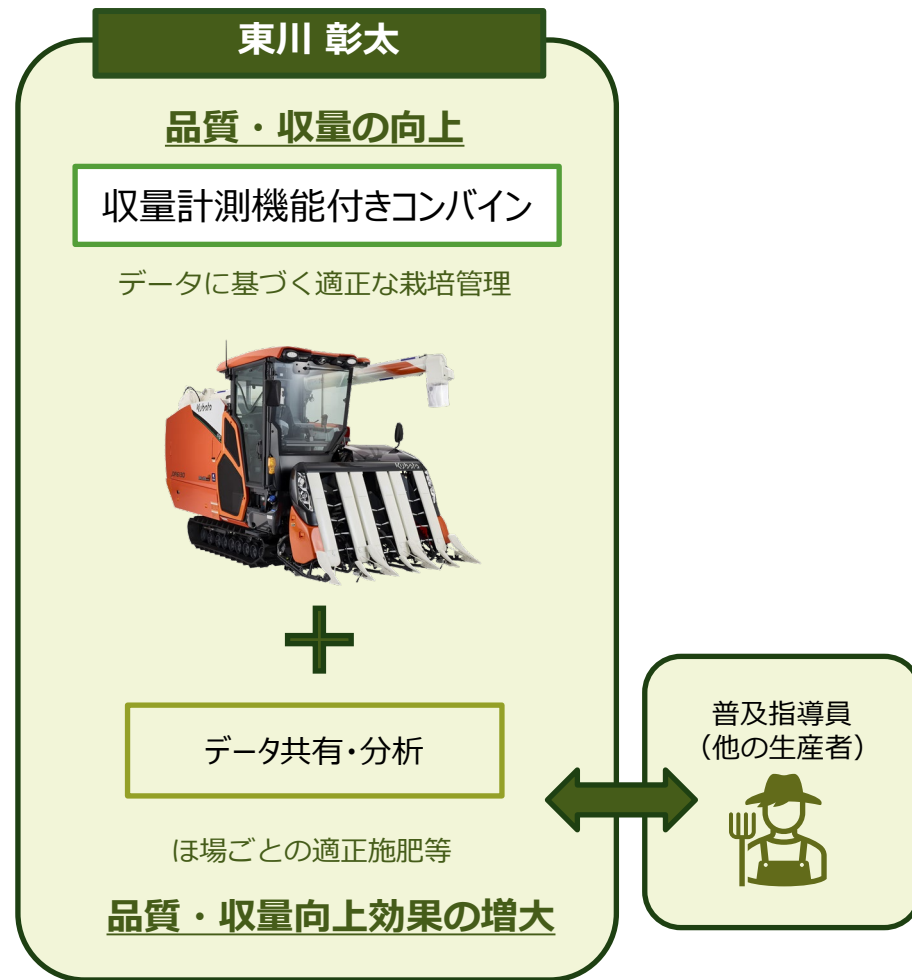 東川 彰太
品質・収量の向上
収量計測機能付きコンバイン
データに基づく適正な栽培管理
Kubota
Kubota
データ共有・分析
ほ場ごとの適正施肥等
品質・収量向上効果の増大
普及指導員
（他の生産者）